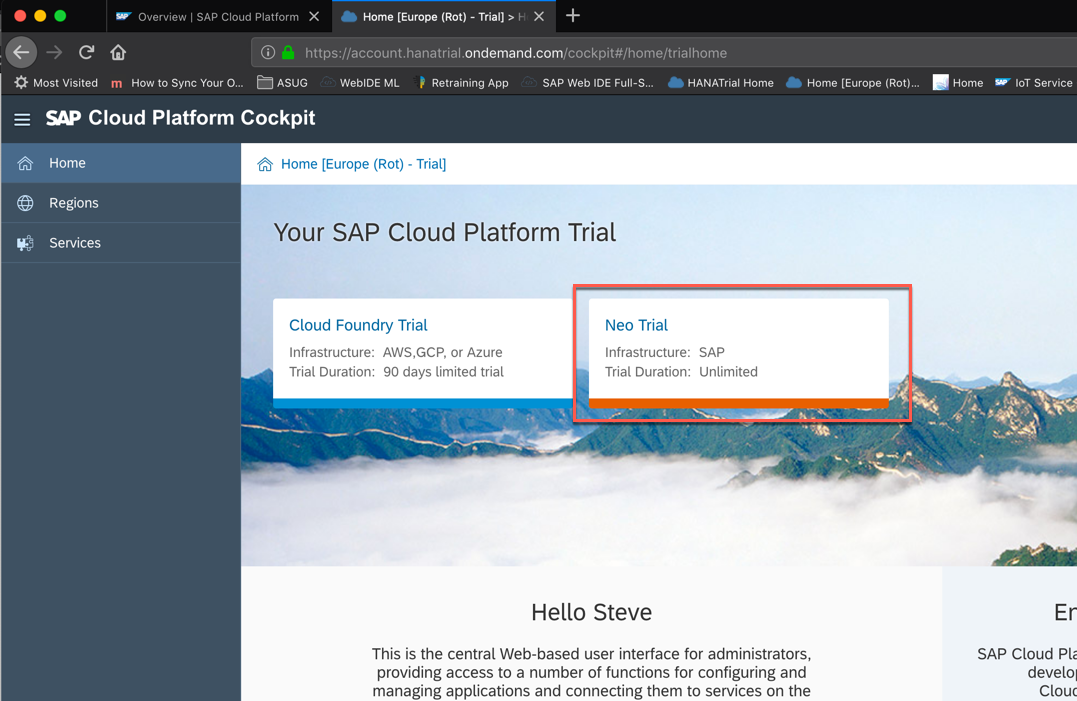 Overview | SAP Cloud Platform
Home [Europe (Rot) - Trial] > H
https://account.hanatrial.ondemand.com/cockpit#/home/trialhome
Most Visited
m How to Sync Your O...
ASUG
WebIDE ML
Retraining App
SAP Web IDE Full-S...
HANATrial Home
Home [Europe (Rot)...
Home
SAP IoT Service
SAP Cloud Platform Cockpit
Home
Regions
Services
Home [Europe (Rot) - Trial]
Your SAP Cloud Platform Trial
Cloud Foundry Trial
Infrastructure: AWS,GCP, or Azure
Trial Duration: 90 days limited trial
Neo Trial
Infrastructure: SAP
Trial Duration: Unlimited
Hello Steve
This is the central Web-based user interface for administrators,
providing access to a number of functions for configuring and
managing applications and connecting them to services on the
En
SAP Cloud Pla
develop
Cloud